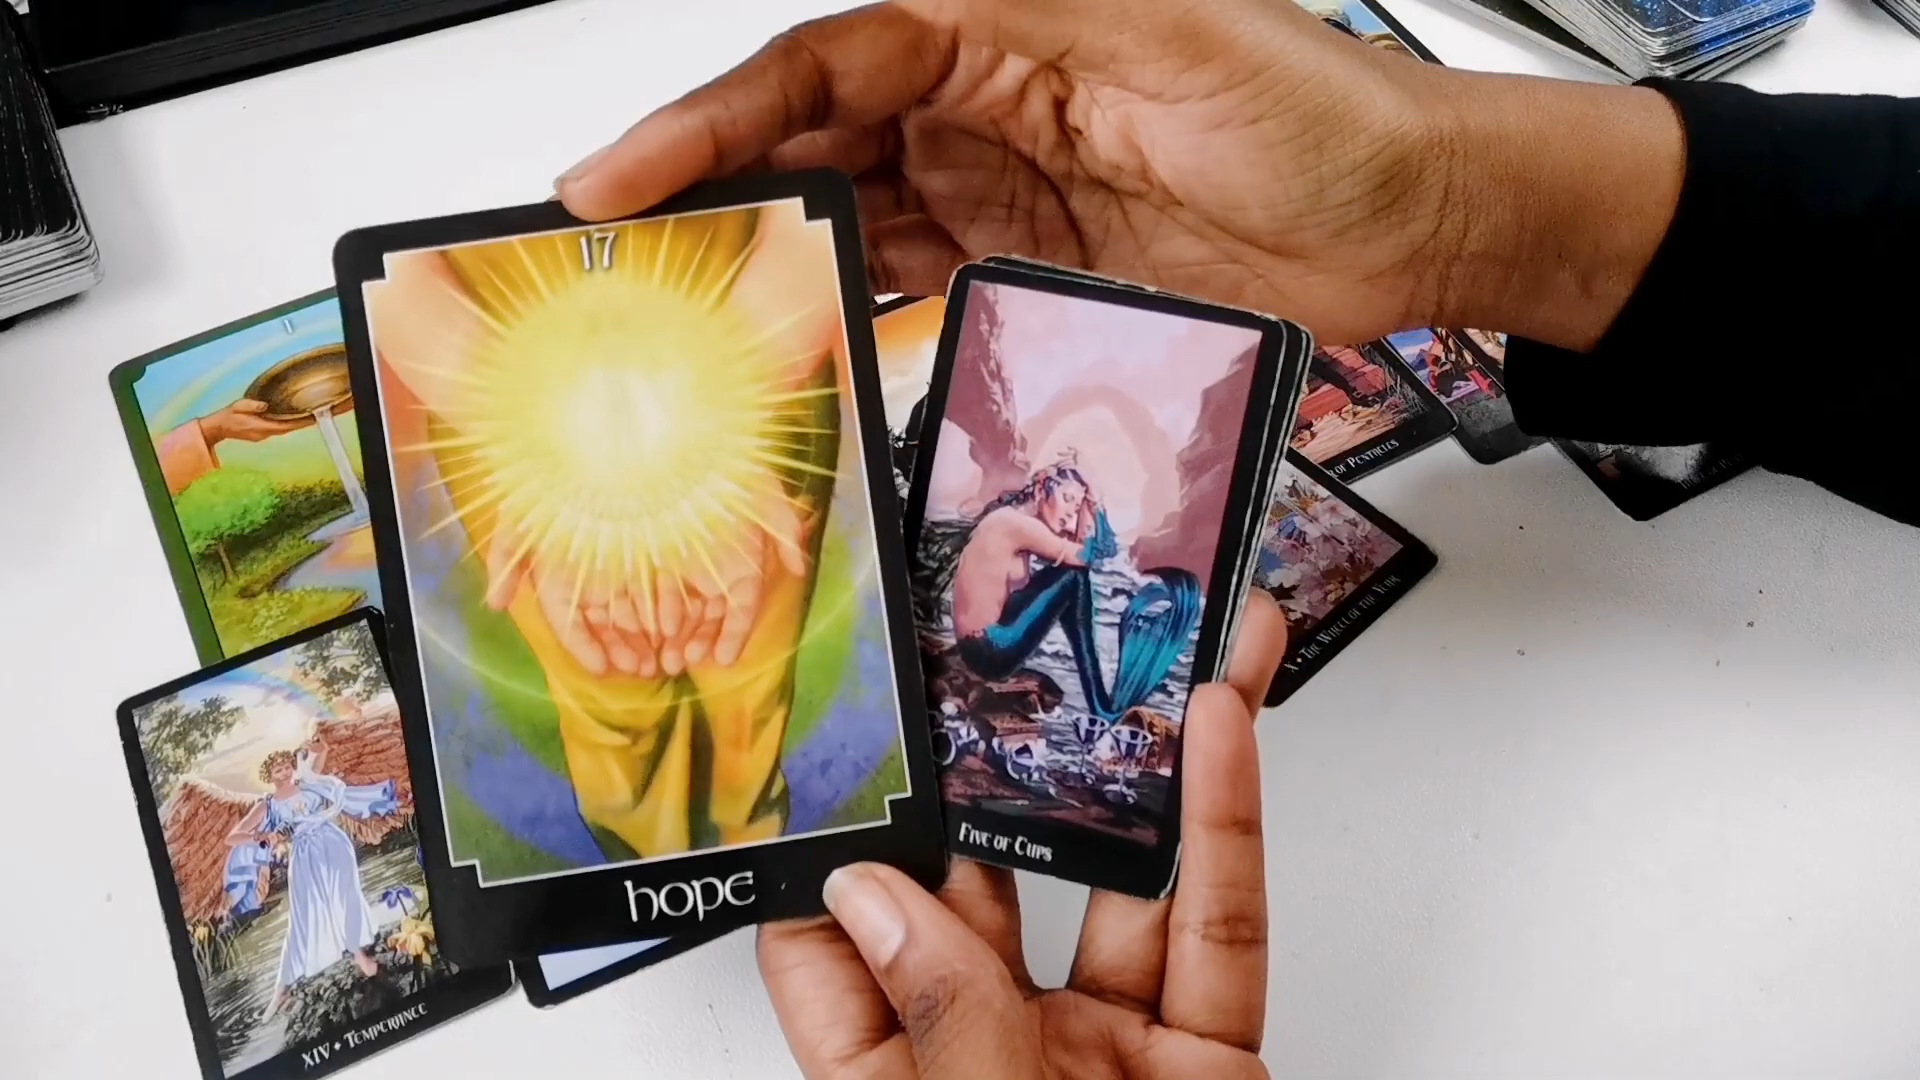 17
hope
Five of Cups
I
XIV • Temperance
of Pentacles
X • The Wheel of the Year